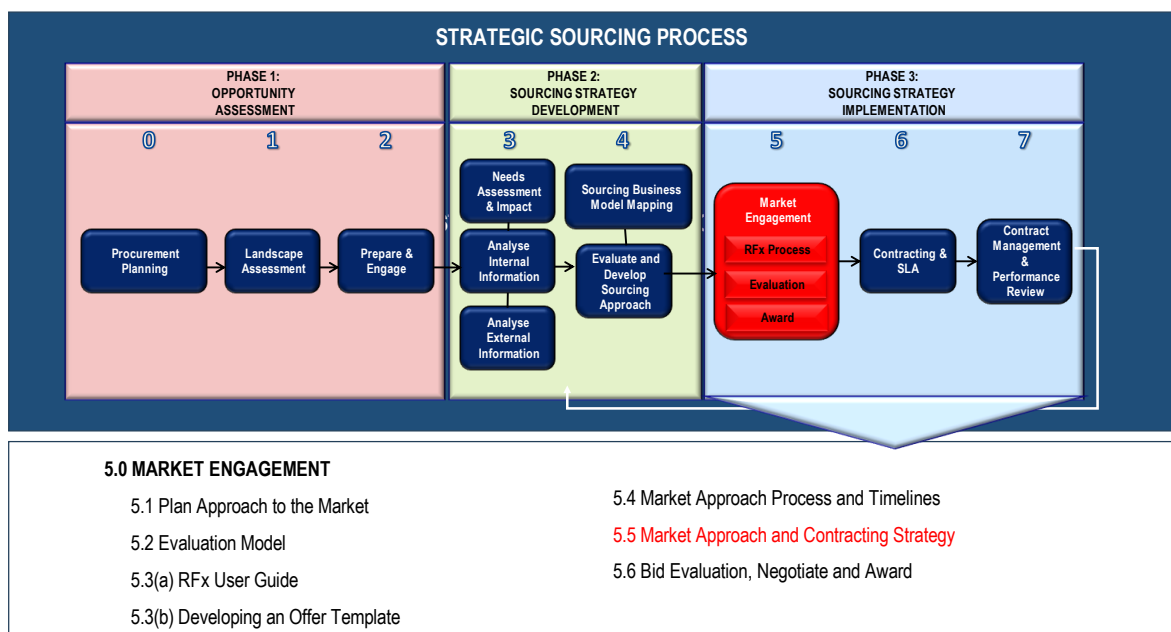 STRATEGIC SOURCING PROCESS
PHASE 1:
OPPORTUNITY
ASSESSMENT
PHASE 2:
SOURCING STRATEGY
DEVELOPMENT
PHASE 3:
SOURCING STRATEGY
IMPLEMENTATION
0
1
2
3
4
5
6
7
Procurement
Planning
Landscape
Assessment
Prepare &
Engage
Needs
Assessment
& Impact
Analyse
Internal
Information
Analyse
External
Information
Sourcing Business
Model Mapping
Evaluate and
Develop
Sourcing
Approach
Market
Engagement
RFx Process
Evaluation
Award
Contracting &
SLA
Contract
Management
&
Performance
Review
5.0 MARKET ENGAGEMENT
5.1 Plan Approach to the Market
5.2 Evaluation Model
5.3(a) RFx User Guide
5.3(b) Developing an Offer Template
5.4 Market Approach Process and Timelines
5.5 Market Approach and Contracting Strategy
5.6 Bid Evaluation, Negotiate and Award